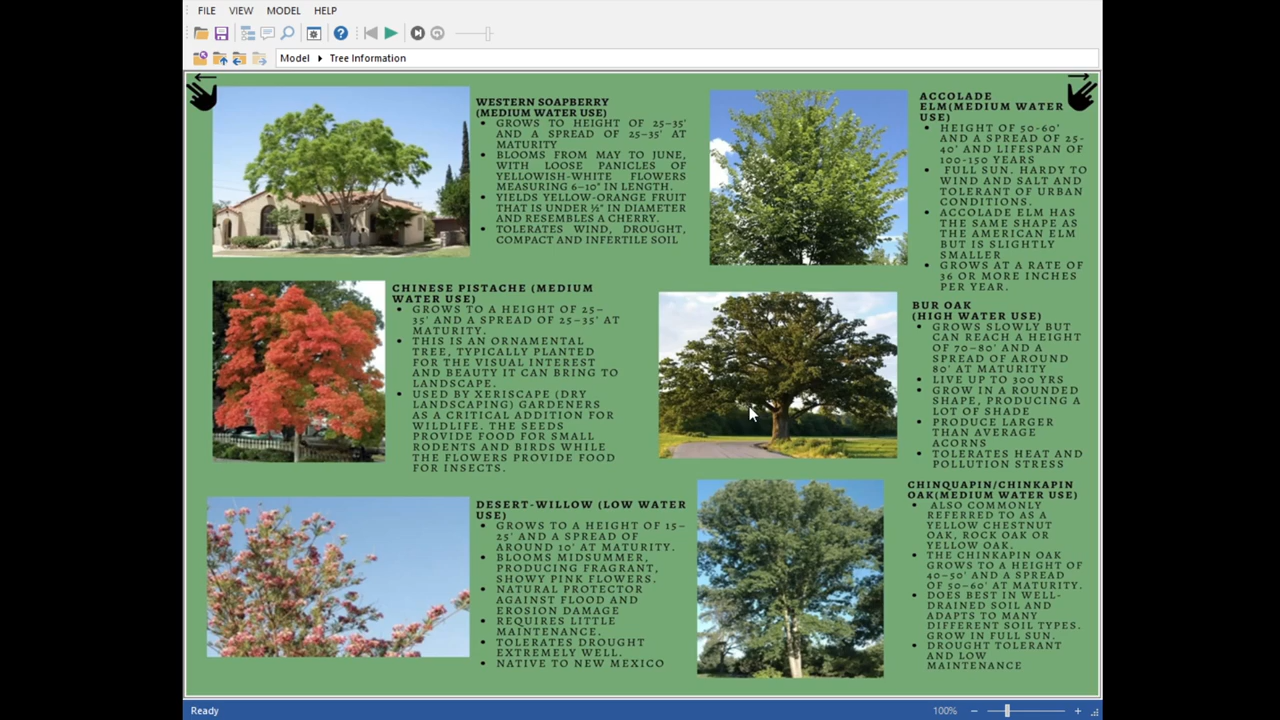 FILE VIEW MODEL HELP
Model Tree Information
WESTERN SOAPBERRY
(MEDIUM WATER USE)
GROWS TO HEIGHT OF 25–35'
AND A SPREAD OF 25–35' AT
MATURITY
BLOOMS FROM MAY TO JUNE,
WITH LOOSE PANICLES OF
YELLOWISH-WHITE FLOWERS
MEASURING 6–10" IN LENGTH.
YIELDS YELLOW-ORANGE FRUIT
THAT IS UNDER ½" IN DIAMETER
AND RESEMBLES A CHERRY.
TOLERATES WIND, DROUGHT,
COMPACT AND INFERTILE SOIL
ACCOLADE
ELM(MEDIUM WATER
USE)
HEIGHT OF 50-60'
AND A SPREAD OF 25-
40' AND LIFESPAN OF
100-150 YEARS
FULL SUN. HARDY TO
WIND AND SALT AND
TOLERANT OF URBAN
CONDITIONS.
ACCOLADE ELM HAS
THE SAME SHAPE AS
THE AMERICAN ELM
BUT IS SLIGHTLY
SMALLER
GROWS AT A RATE OF
36 OR MORE INCHES
PER YEAR.
CHINESE PISTACHE (MEDIUM
WATER USE)
GROWS TO A HEIGHT OF 25–
35' AND A SPREAD OF 25–35' AT
MATURITY.
THIS IS AN ORNAMENTAL
TREE, TYPICALLY PLANTED
FOR THE VISUAL INTEREST
AND BEAUTY IT CAN BRING TO
LANDSCAPE.
USED BY XERISCAPE (DRY
LANDSCAPING) GARDENERS
AS A CRITICAL ADDITION FOR
WILDLIFE. THE SEEDS
PROVIDE FOOD FOR SMALL
RODENTS AND BIRDS WHILE
THE FLOWERS PROVIDE FOOD
FOR INSECTS.
BUR OAK
(HIGH WATER USE)
GROWS SLOWLY BUT
CAN REACH A HEIGHT
OF 70–80' AND A
SPREAD OF AROUND
80' AT MATURITY
LIVE UP TO 300 YRS
GROW IN A ROUNDED
SHAPE, PRODUCING A
LOT OF SHADE
PRODUCE LARGER
THAN AVERAGE
ACORNS
TOLERATES HEAT AND
POLLUTION STRESS
DESERT-WILLOW (LOW WATER
USE)
GROWS TO A HEIGHT OF 15–
25' AND A SPREAD OF
AROUND 10' AT MATURITY.
BLOOMS MIDSUMMER,
PRODUCING FRAGRANT,
SHOWY PINK FLOWERS.
NATURAL PROTECTOR
AGAINST FLOOD AND
EROSION DAMAGE
REQUIRES LITTLE
MAINTENANCE.
TOLERATES DROUGHT
EXTREMELY WELL.
NATIVE TO NEW MEXICO
CHINQUAPIN/CHINKAPIN
OAK(MEDIUM WATER USE)
ALSO COMMONLY
REFERRED TO AS A
YELLOW CHESTNUT
OAK, ROCK OAK OR
YELLOW OAK.
THE CHINKAPIN OAK
GROWS TO A HEIGHT OF
40–50' AND A SPREAD
OF 50–60' AT MATURITY.
DOES BEST IN WELL-
DRAINED SOIL AND
ADAPTS TO MANY
DIFFERENT SOIL TYPES.
GROW IN FULL SUN.
DROUGHT TOLERANT
AND LOW
MAINTENANCE
Ready 100%